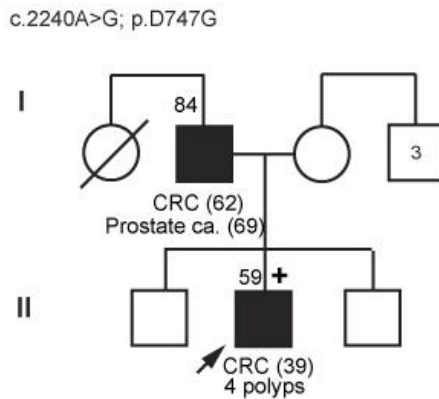 c.2240A>G; p.D747G
I
84
3
CRC (62)
Prostate ca. (69)
II
59 +
CRC (39)
4 polyps